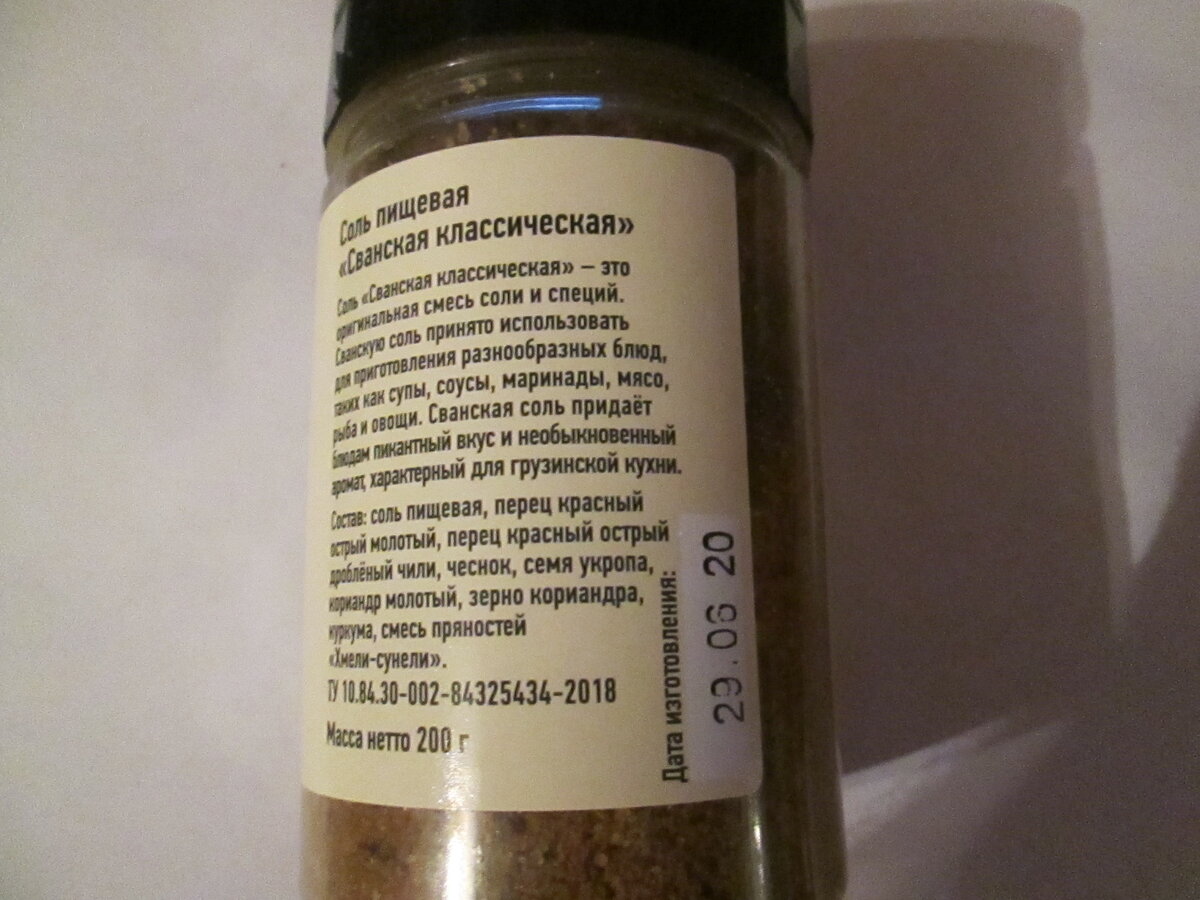 Соль пищевая
«Сванская классическая»
Соль «Сванская классическая» – это
оригинальная смесь соли и специй.
Сванскую соль принято использовать
для приготовления разнообразных блюд,
таких как супы, соусы, маринады, мясо,
рыба и овощи. Сванская соль придаёт
блюдам пикантный вкус и необыкновенный
аромат, характерный для грузинской кухни.
Состав: соль пищевая, перец красный
острый молотый, перец красный острый
дроблёный чили, чеснок, семя укропа,
кориандр молотый, зерно кориандра,
куркума, смесь пряностей
«Хмели-сунели».
ТУ 10.84.30-002-84325434-2018
Масса нетто 200 г
Дата изготовления:
29.06 20